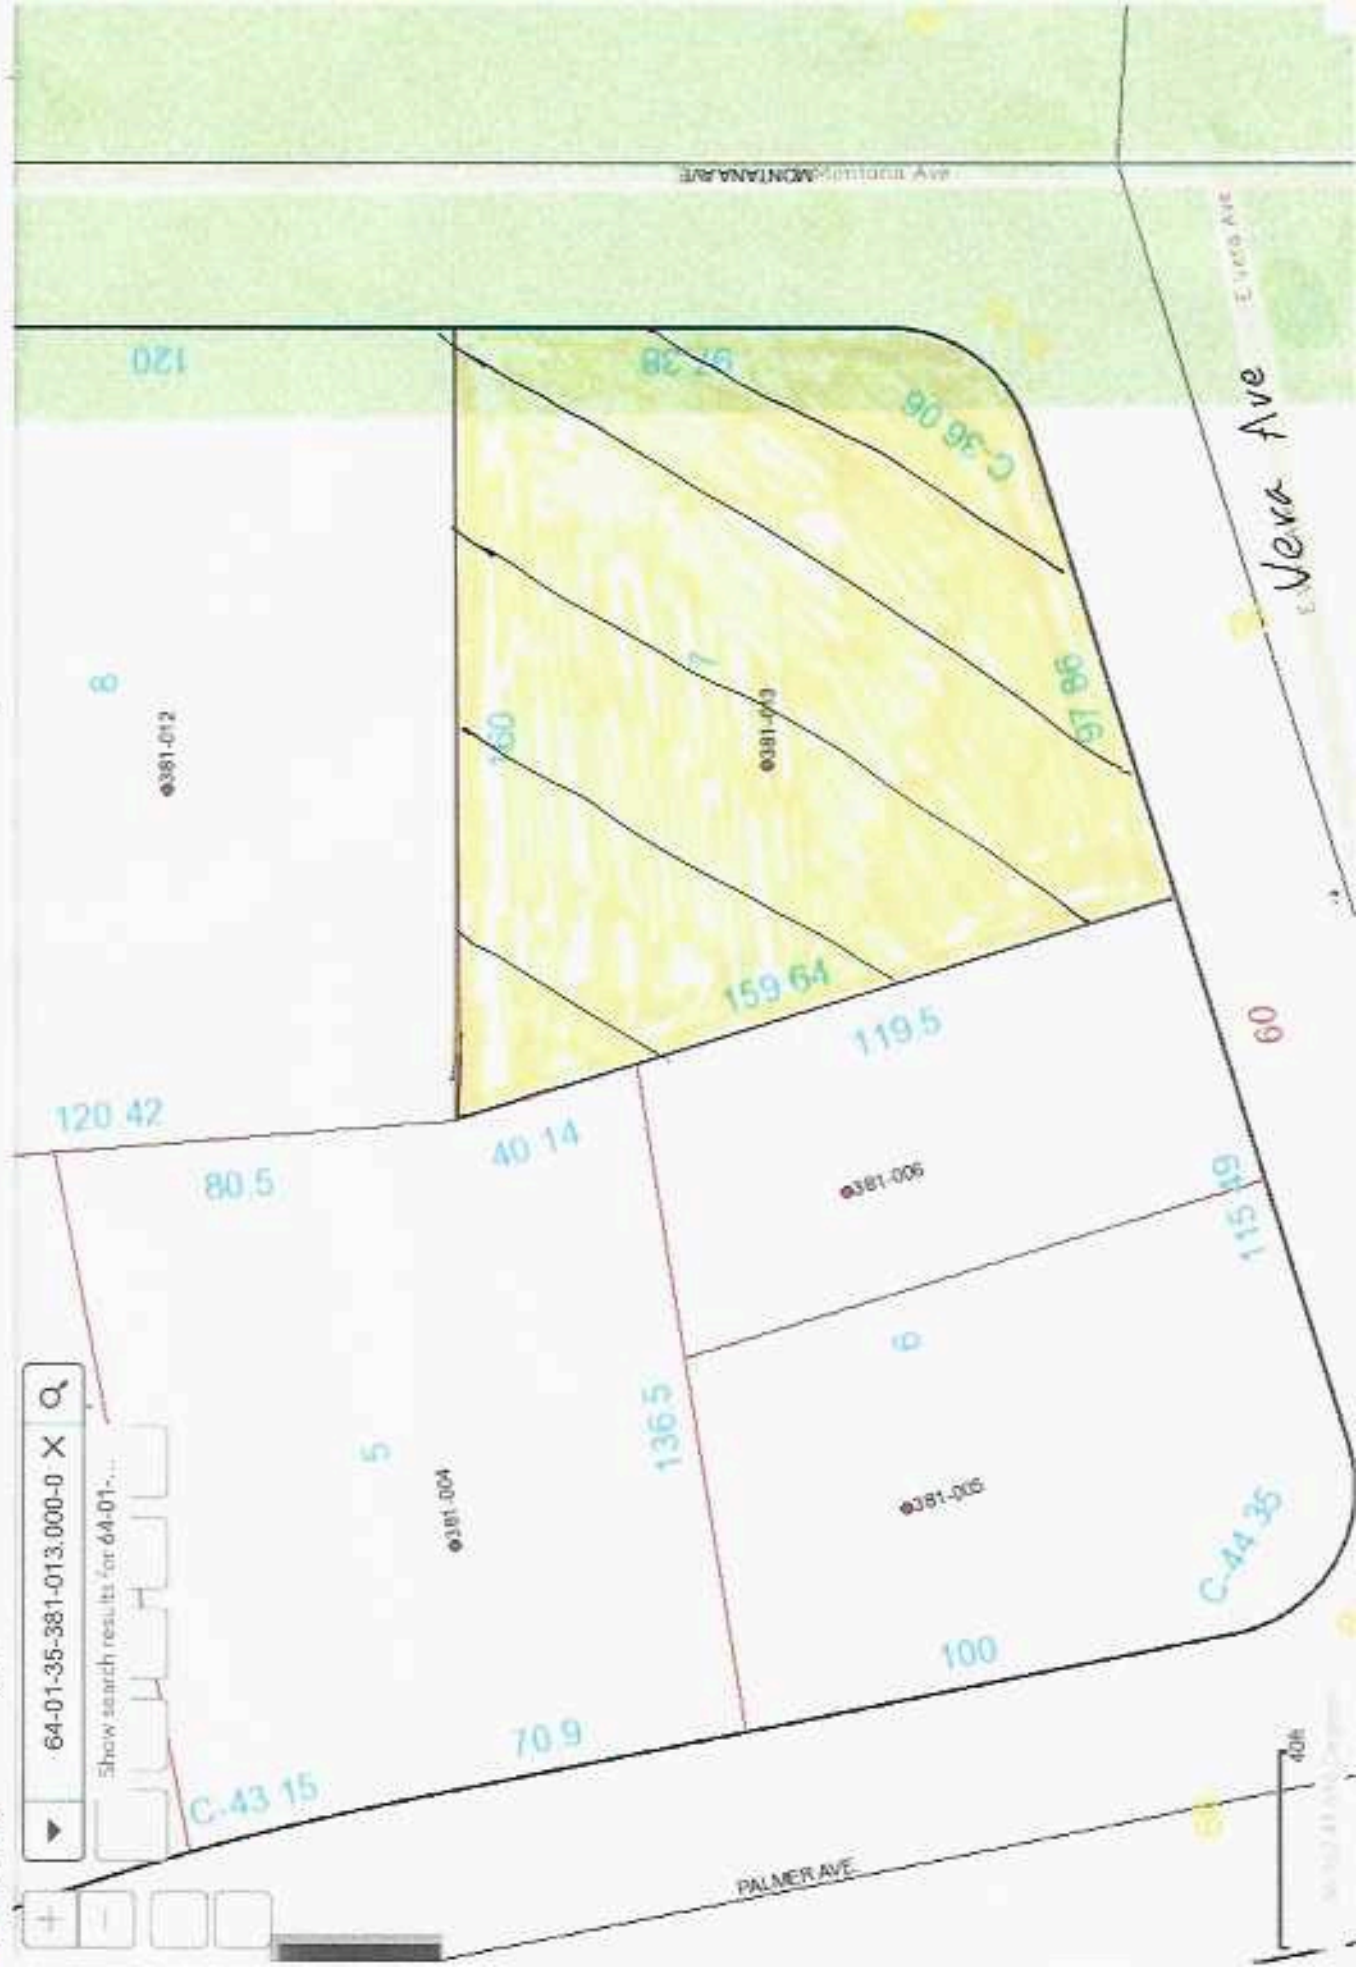 64-01-35-381-013.000-0 X
Show search results for 64-01-...
120 42
8
381-012
120
MONTANA AVE
Montana Ave
80.5
40 14
160
97 38
C-36 06
7
381-013
159 64
97 86
E Vera Ave
Vera Ave
5
381-004
136.5
119.5
381-006
60
115 49
6
381-005
C-43 15
70 9
100
C-44 35
PALMER AVE
40ft